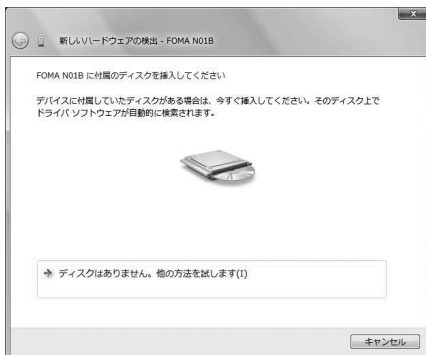 新しいハードウェアの検出 - FOMA N01B
FOMA N01B に付属のディスクを挿入してください
デバイスに付属していたディスクがある場合は、今すぐ挿入してください。そのディスク上で
ドライバ ソフトウェアが自動的に検索されます。
ディスクはありません。他の方法を試します(I)
キャンセル